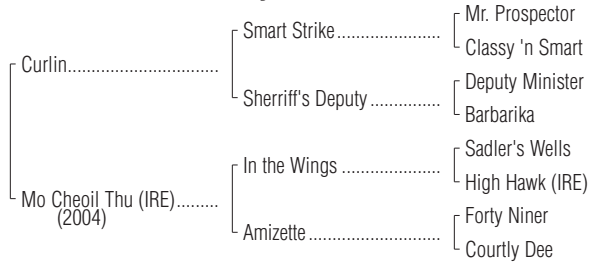 Mr. Prospector
Smart Strike..................
Classy 'n Smart
Curlin................................
Deputy Minister
Sherriff's Deputy ...............
Barbarika
Sadler's Wells
In the Wings .....................
High Hawk (IRE)
Mo Cheoil Thu (IRE).........
(2004)
Forty Niner
Amizette............................
Courtly Dee